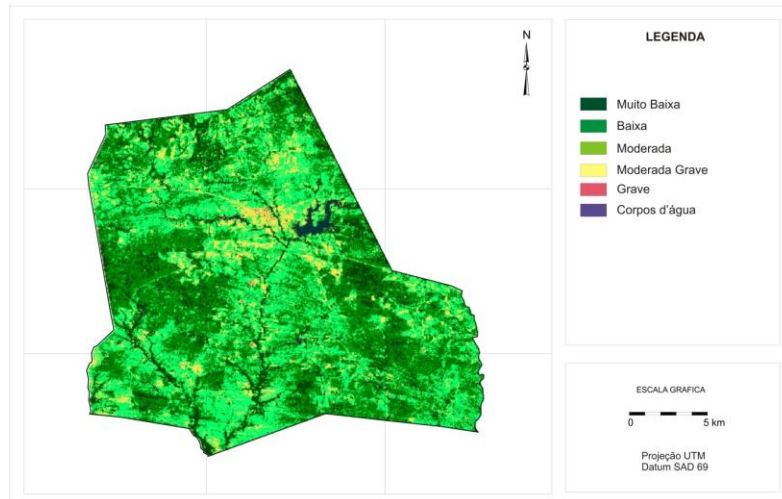 N
LEGENDA
Muito Baixa
Baixa
Moderada
Moderada Grave
Grave
Corpos d'água
ESCALA GRAFICA
0 5 km
Projeção UTM
Datum SAD 69